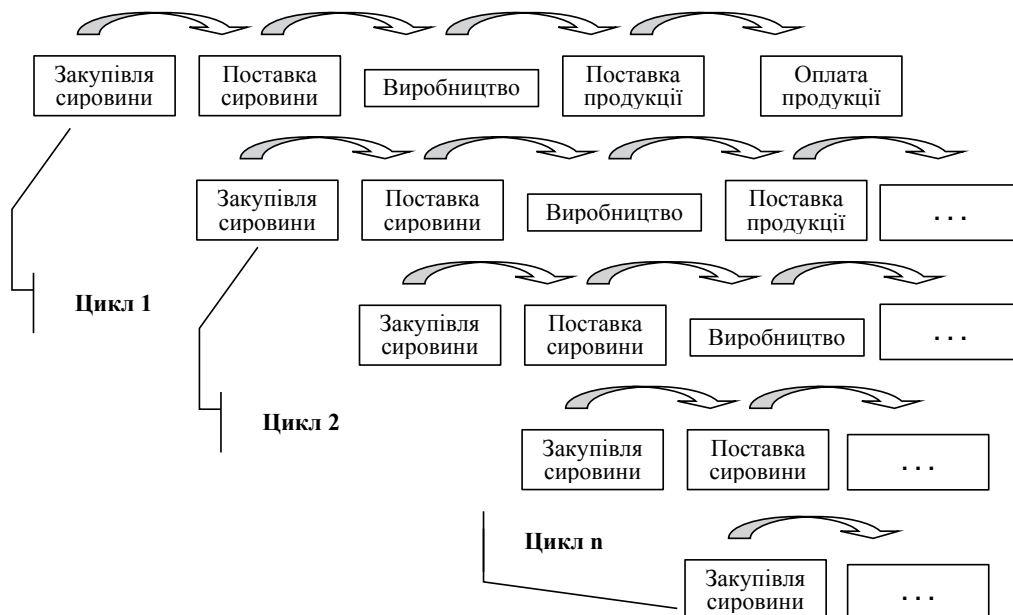 Закупівля
сировини
Поставка
сировини
Виробництво
Поставка
продукції
Оплата
продукції
Закупівля
сировини
Поставка
сировини
Виробництво
Поставка
продукції
. . .
Цикл 1
Закупівля
сировини
Поставка
сировини
Виробництво
. . .
Цикл 2
Закупівля
сировини
Поставка
сировини
. . .
Цикл n
Закупівля
сировини
. . .